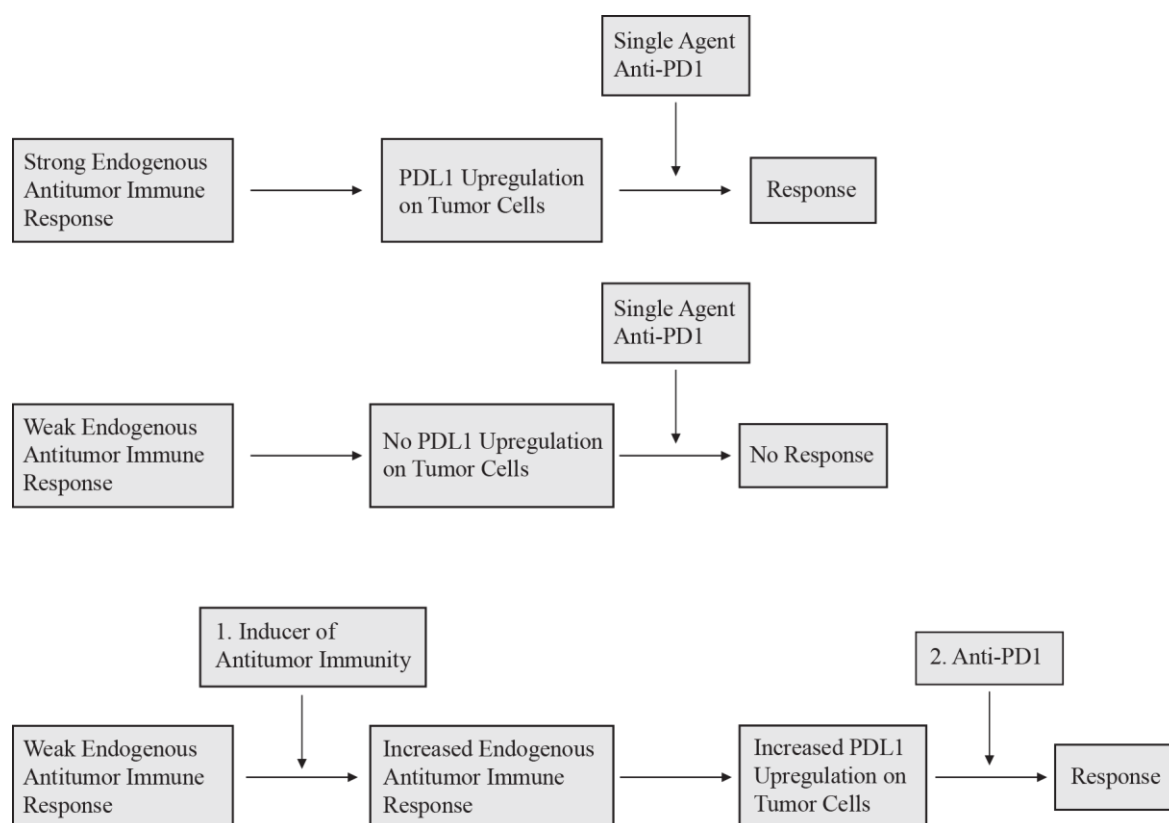 Single Agent
Anti-PD1
Strong Endogenous
Antitumor Immune
Response
PDL1 Upregulation
on Tumor Cells
Response
Single Agent
Anti-PD1
Weak Endogenous
Antitumor Immune
Response
No PDL1 Upregulation
on Tumor Cells
No Response
1. Inducer of
Antitumor Immunity
2. Anti-PD1
Weak Endogenous
Antitumor Immune
Response
Increased Endogenous
Antitumor Immune
Response
Increased PDL1
Upregulation on
Tumor Cells
Response